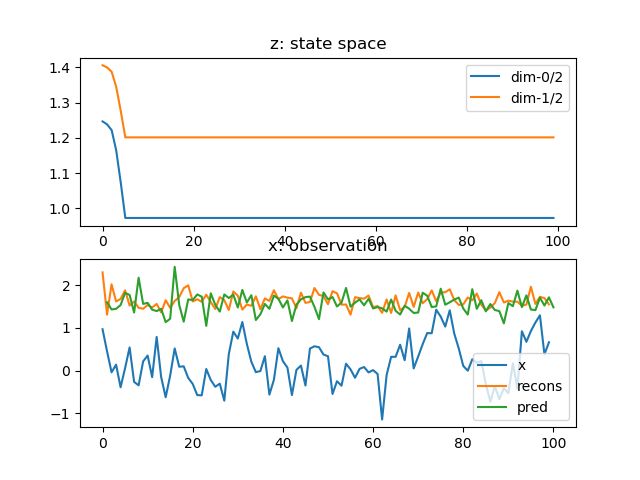 z: state space
1.4
1.3
1.2
1.1
1.0
dim-0/2
dim-1/2
0 20 40 60 80 100
x: observation
2
1
0
−1
x
recons
pred
0 20 40 60 80 100